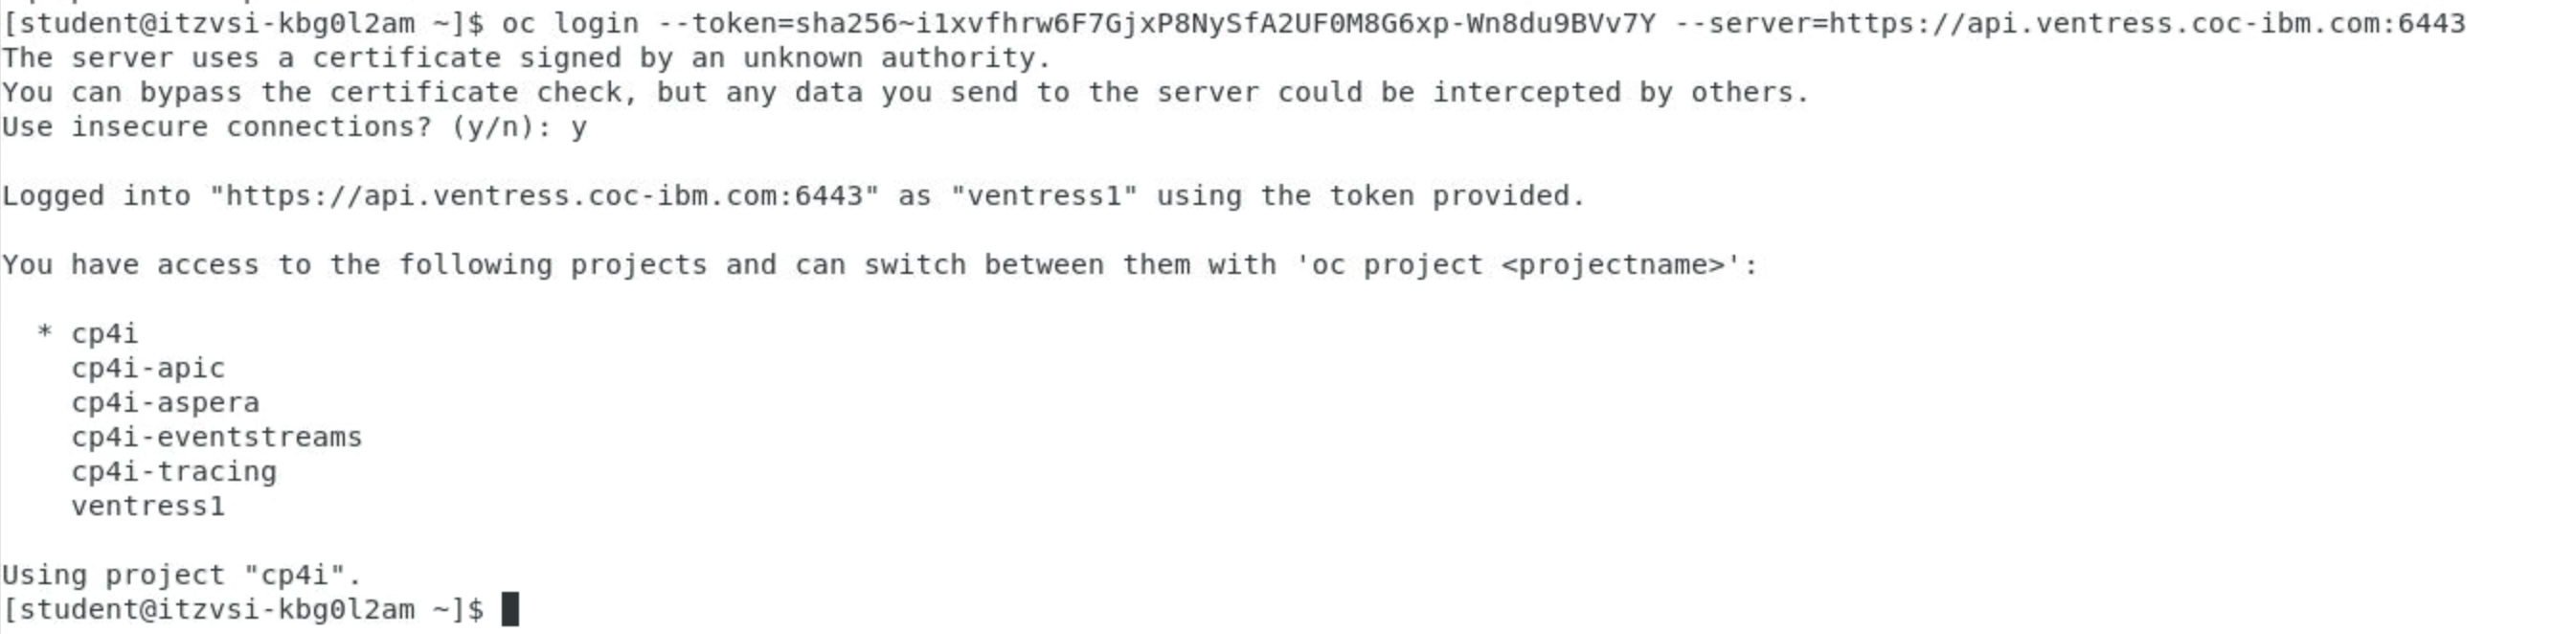 [student@itzvsi-kbg0l2am ~]$ oc login --token=sha256~i1xvfhrw6F7GjxP8NySfA2UF0M8G6xp-Wn8du9BVv7Y --server=https://api.ventress.coc-ibm.com:6443
The server uses a certificate signed by an unknown authority.
You can bypass the certificate check, but any data you send to the server could be intercepted by others.
Use insecure connections? (y/n): y
Logged into "https://api.ventress.coc-ibm.com:6443" as "ventress1" using the token provided.
You have access to the following projects and can switch between them with 'oc project <projectname>':
* cp4i
cp4i-apic
cp4i-aspera
cp4i-eventstreams
cp4i-tracing
ventress1
Using project "cp4i".
[student@itzvsi-kbg0l2am ~]$